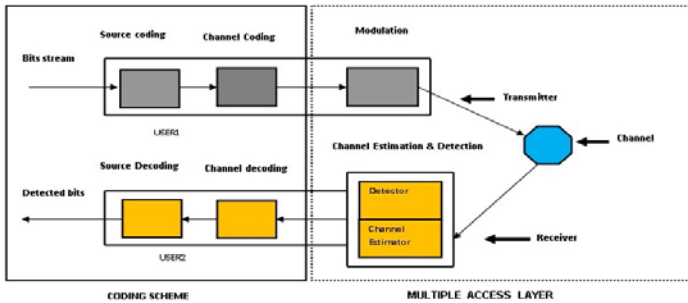 Source coding
Channel Coding
Modulation
Bits stream
Transmitter
USER1
Channel
Channel Estimation & Detection
Source Decoding
Channel decoding
Detected bits
Detector
Channel
Estimator
Receiver
USER2
CODING SCHEME
MULTIPLE ACCESS LAYER